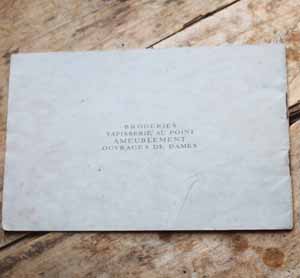 BRODERIES
TAPISSERIE AU POINT
AMEUBLEMENT
OUVRAGES DE DAMES